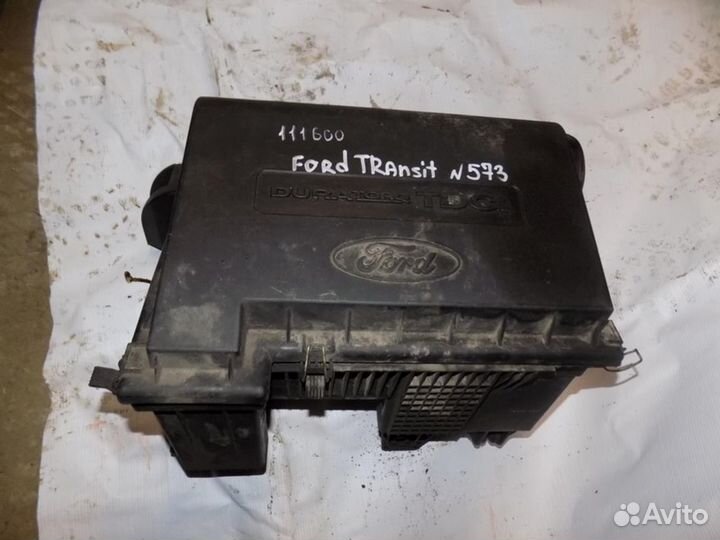 111600
FORD TRANSit N573
DURATORQ TDCi
Ford
Avito